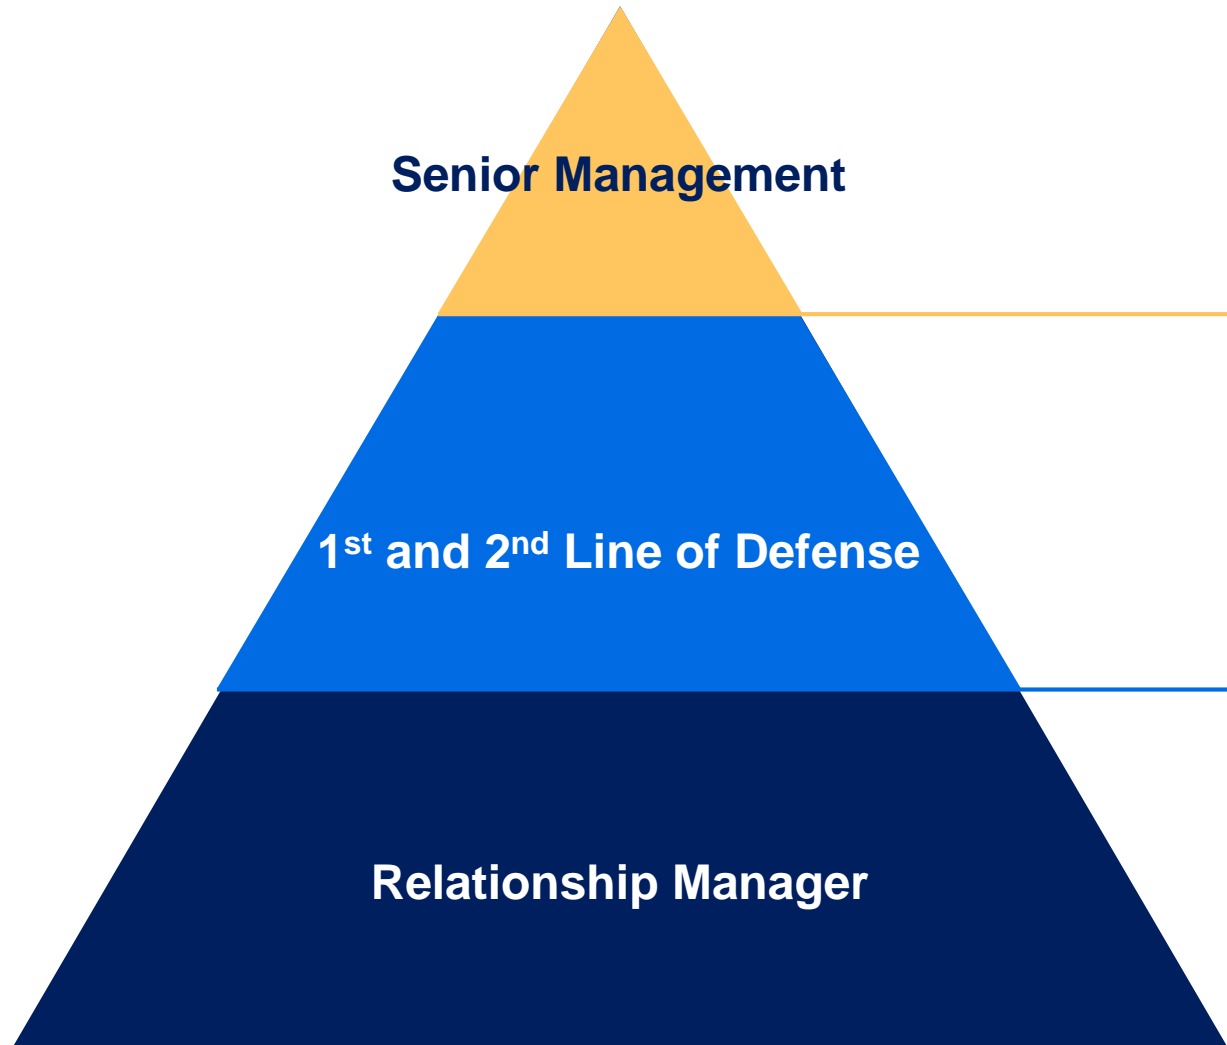 Senior Management
1st and 2nd Line of Defense
Relationship Manager